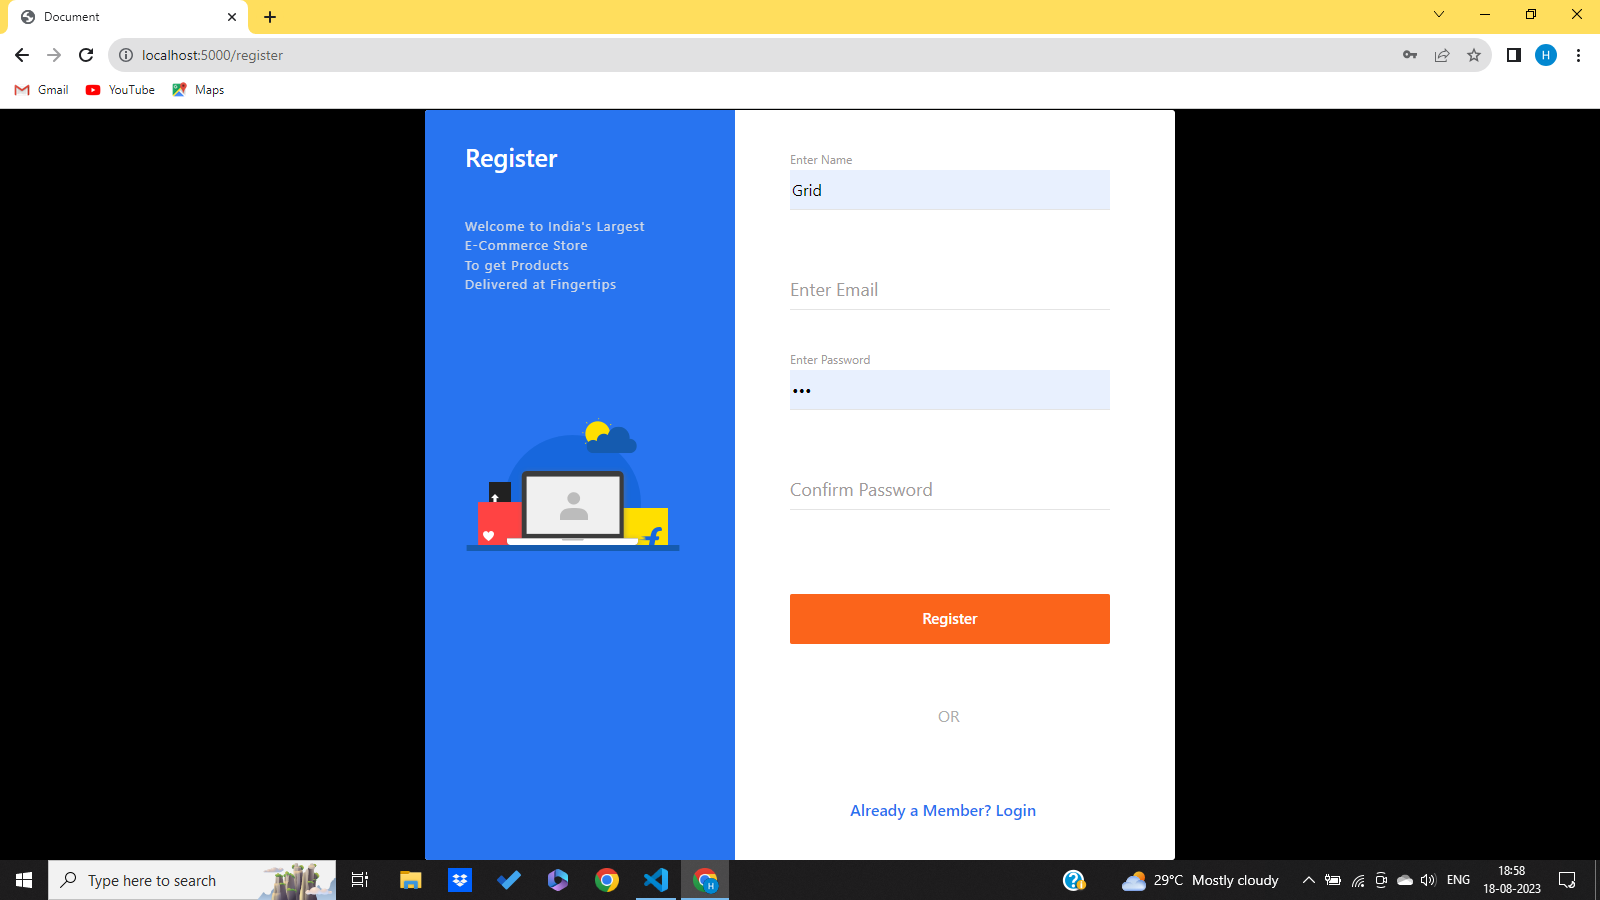 Document
localhost:5000/register
H
Gmail
YouTube
Maps
Register
Welcome to India's Largest
E-Commerce Store
To get Products
Delivered at Fingertips
Enter Name
Grid
Enter Email
Enter Password
•••
Confirm Password
Register
OR
Already a Member? Login
Type here to search
H
29°C Mostly cloudy
ENG
18:58
18-08-2023